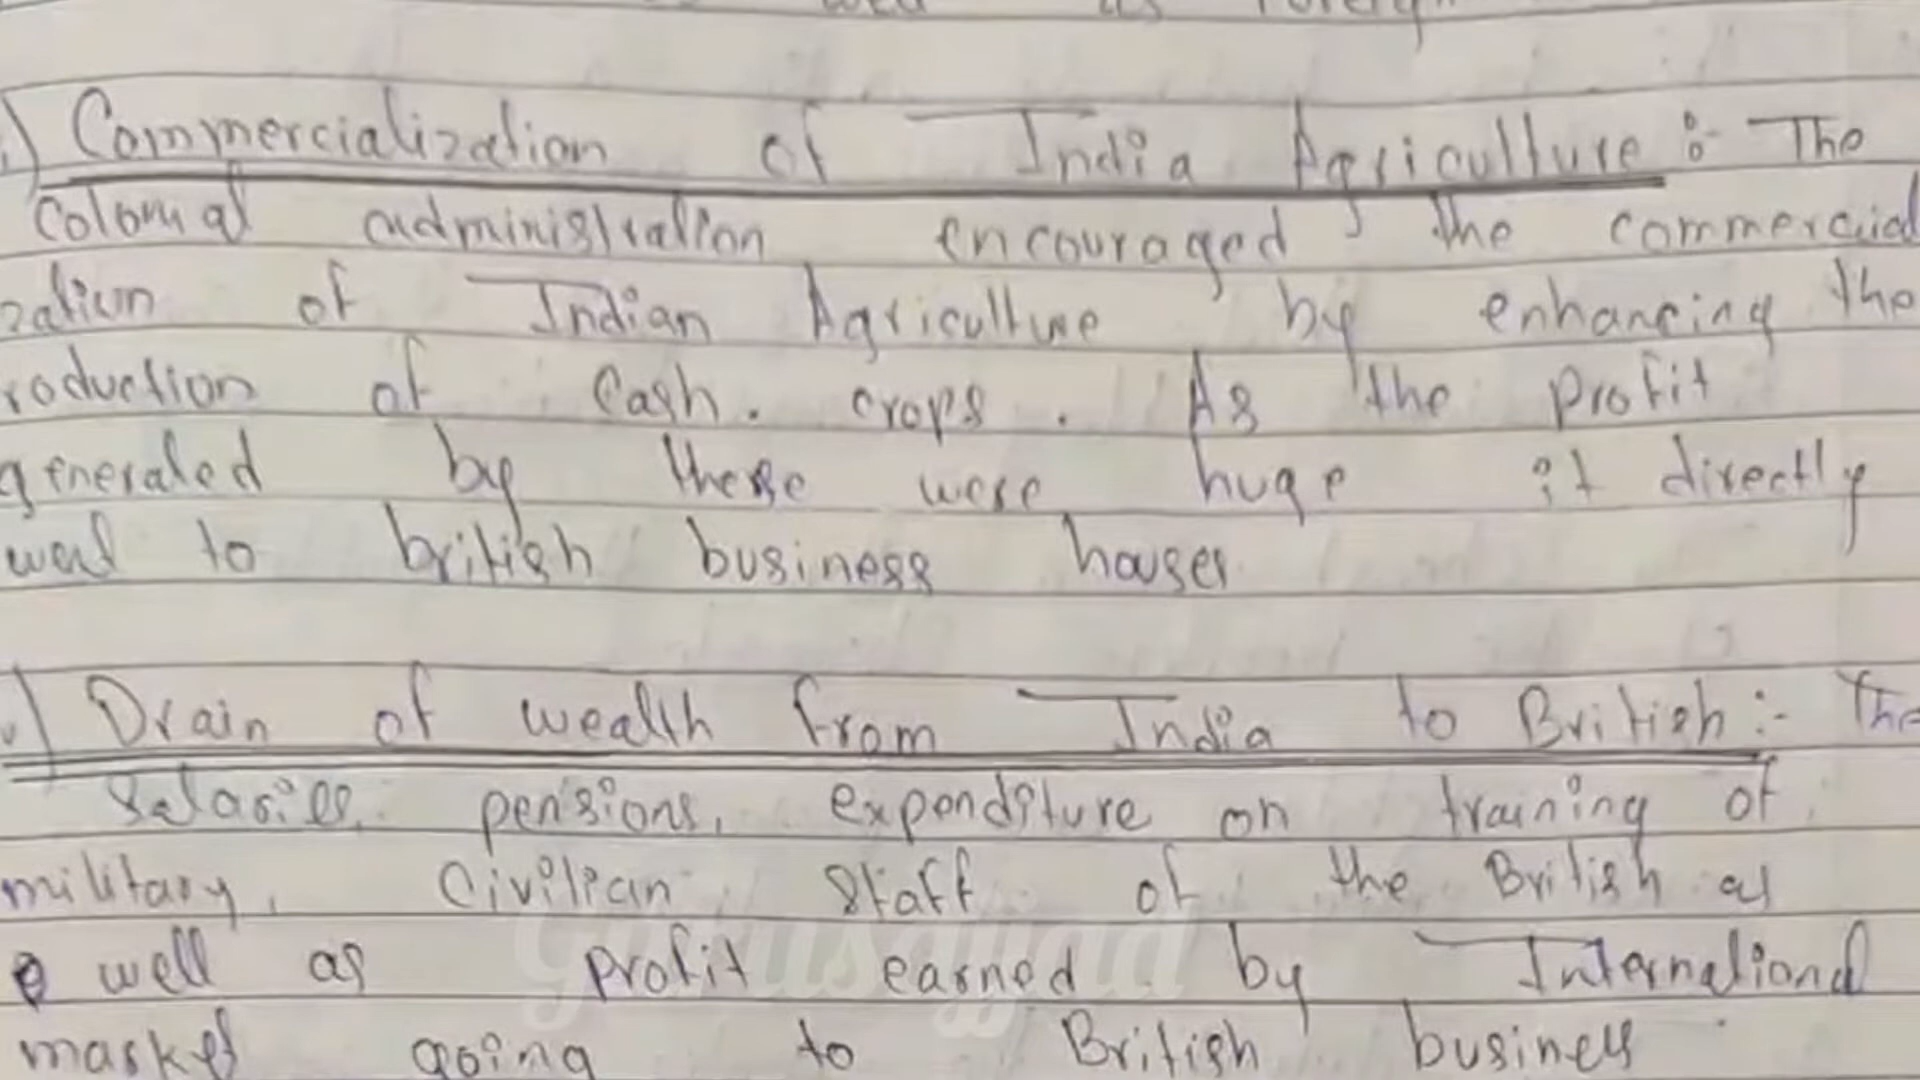 as foreign
) Commercialization of India Agriculture :- The
Colonial administration encouraged the commerciali
zation of Indian Agriculture by enhancing the
roduction of Cash. crops. As the profit
generated by these were huge it directly
went to british business houses
) Drain of wealth from India to British :- The
Salaries, pensions, expenditure on training of
military, Civilian staff of the British as
well as profit earned by International
market going to British business